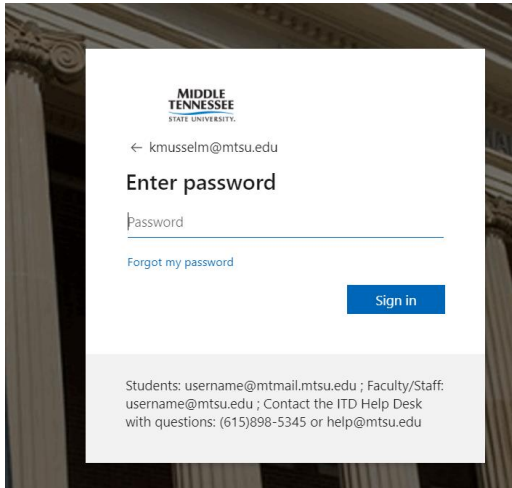 MIDDLE
TENNESSEE
STATE UNIVERSITY.
← kmusselm@mtsu.edu
Enter password
Password
Forgot my password
Sign in
Students: username@mtmail.mtsu.edu ; Faculty/Staff:
username@mtsu.edu ; Contact the ITD Help Desk
with questions: (615)898-5345 or help@mtsu.edu